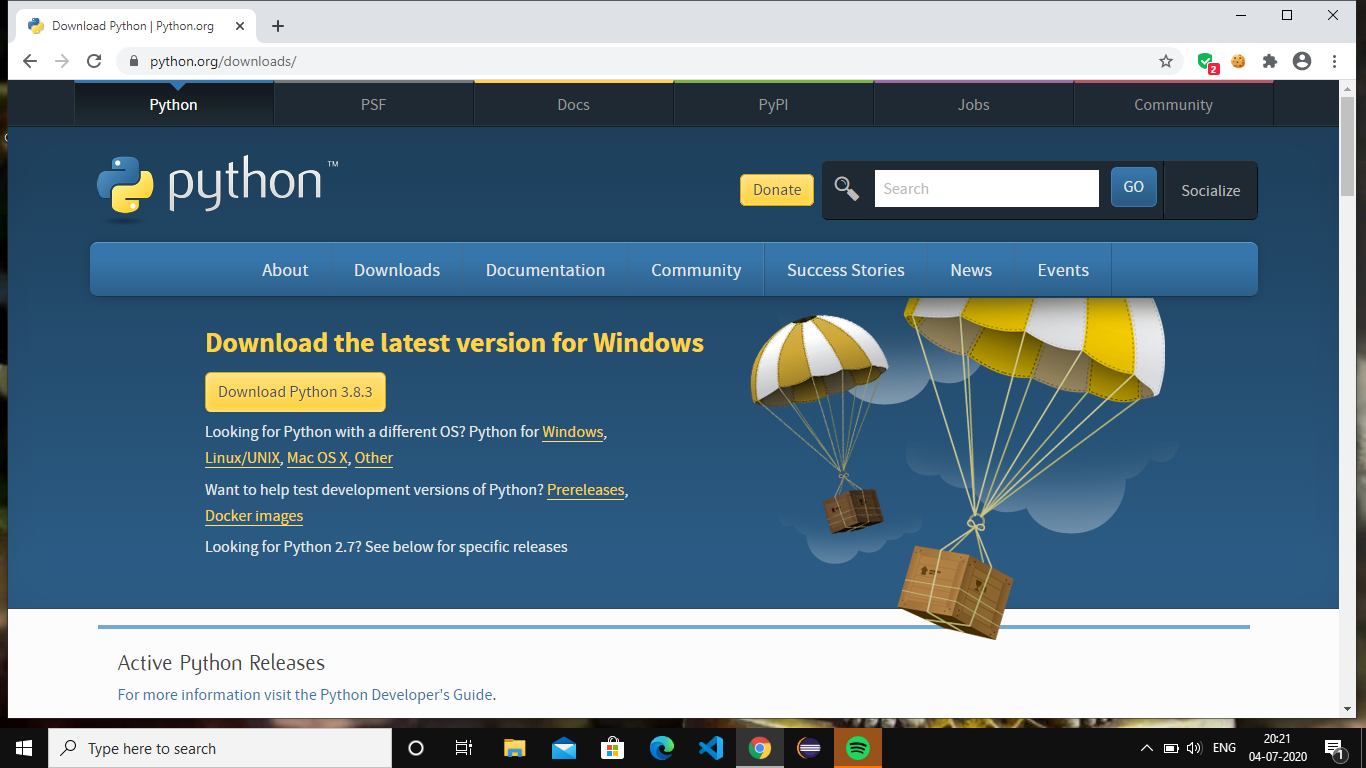 Download Python | Python.org
python.org/downloads/
2
Python PSF Docs PyPI Jobs Community
python™
Donate Search GO Socialize
About Downloads Documentation Community Success Stories News Events
Download the latest version for Windows
Download Python 3.8.3
Looking for Python with a different OS? Python for Windows,
Linux/UNIX, Mac OS X, Other
Want to help test development versions of Python? Prereleases,
Docker images
Looking for Python 2.7? See below for specific releases
Active Python Releases
For more information visit the Python Developer's Guide.
Type here to search
ENG
20:21
04-07-2020
1